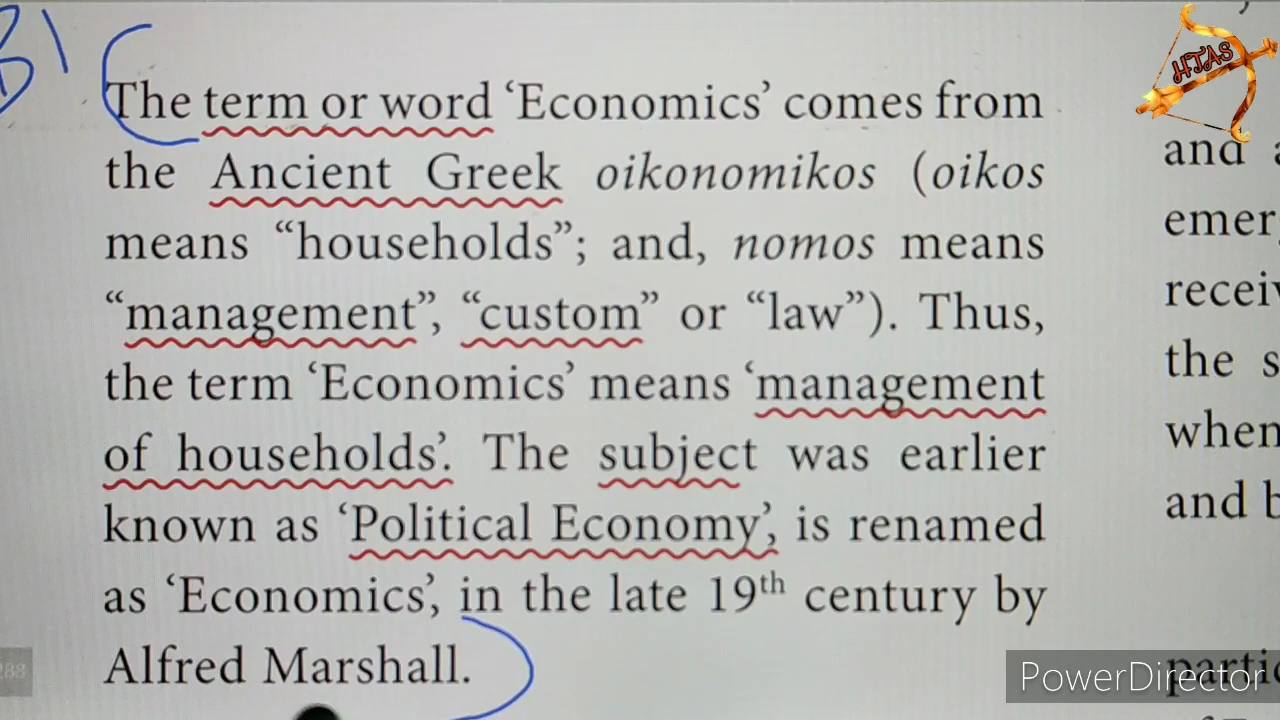 B1
The term or word ‘Economics’ comes from
the Ancient Greek oikonomikos (oikos
means “households”; and, nomos means
“management”, “custom” or “law”). Thus,
the term ‘Economics’ means ‘management
of households’. The subject was earlier
known as ‘Political Economy’, is renamed
as ‘Economics’, in the late 19th century by
Alfred Marshall.
HTAS
and
the
when
and
288
PowerDirector